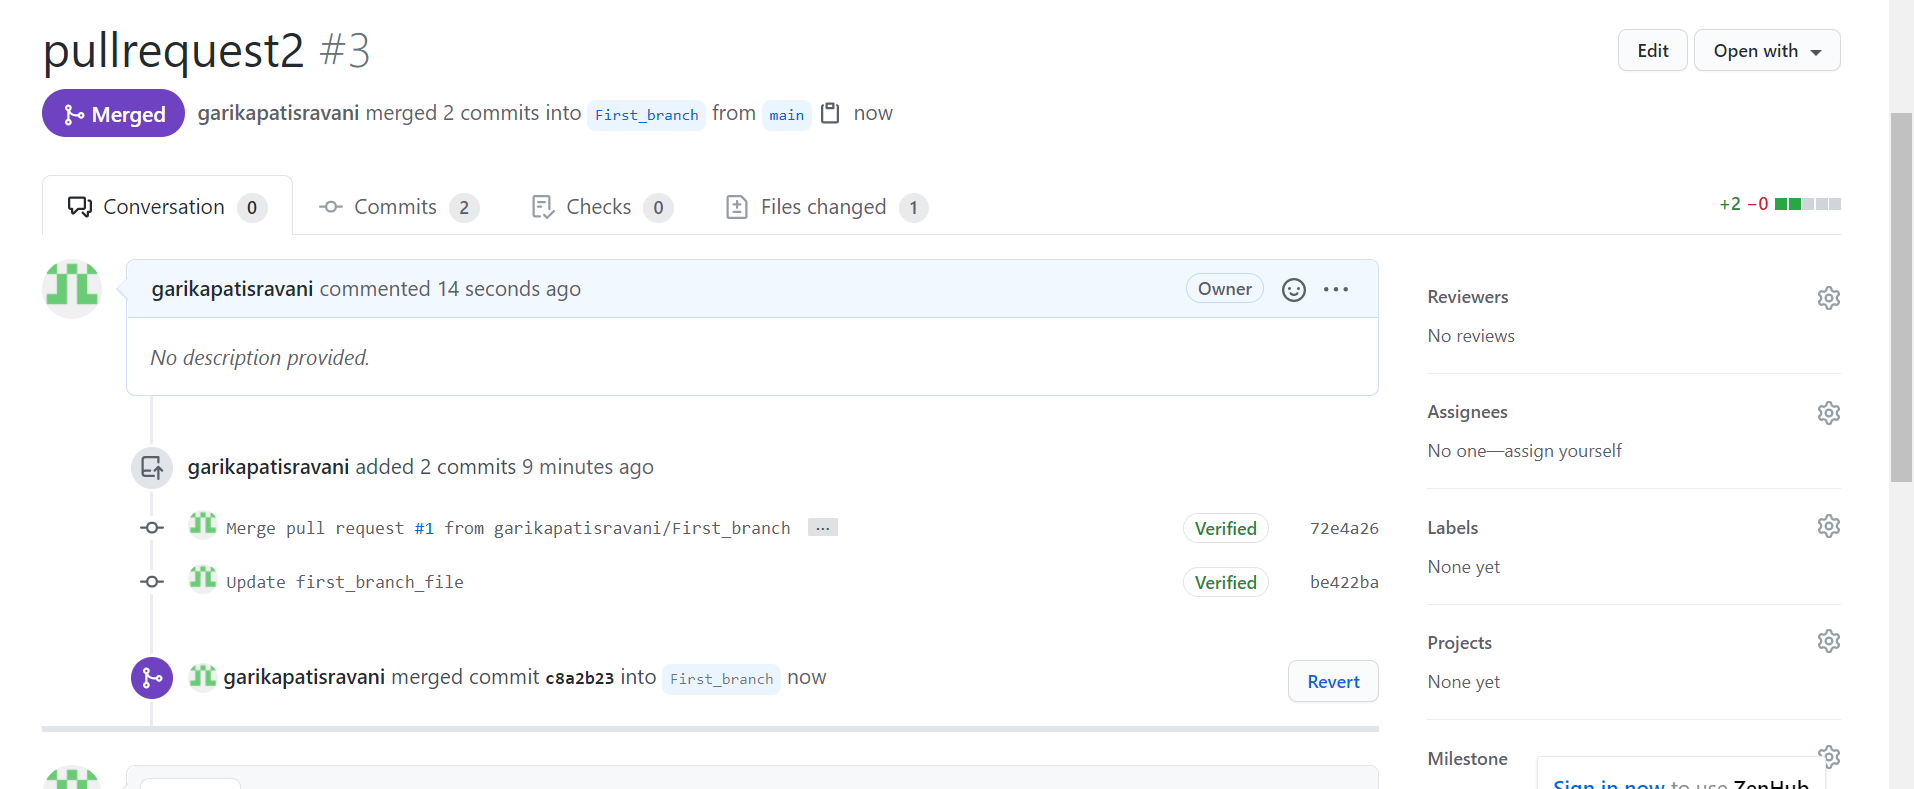 pullrequest2 #3
Edit
Open with
Merged
garikapatisravani merged 2 commits into First_branch from main now
Conversation 0
Commits 2
Checks 0
Files changed 1
+2 −0
garikapatisravani commented 14 seconds ago
Owner
No description provided.
garikapatisravani added 2 commits 9 minutes ago
Merge pull request #1 from garikapatisravani/First_branch ...
Verified
72e4a26
Update first_branch_file
Verified
be422ba
garikapatisravani merged commit c8a2b23 into First_branch now
Revert
Reviewers
No reviews
Assignees
No one—assign yourself
Labels
None yet
Projects
None yet
Milestone
Sign in now to use ZenHub